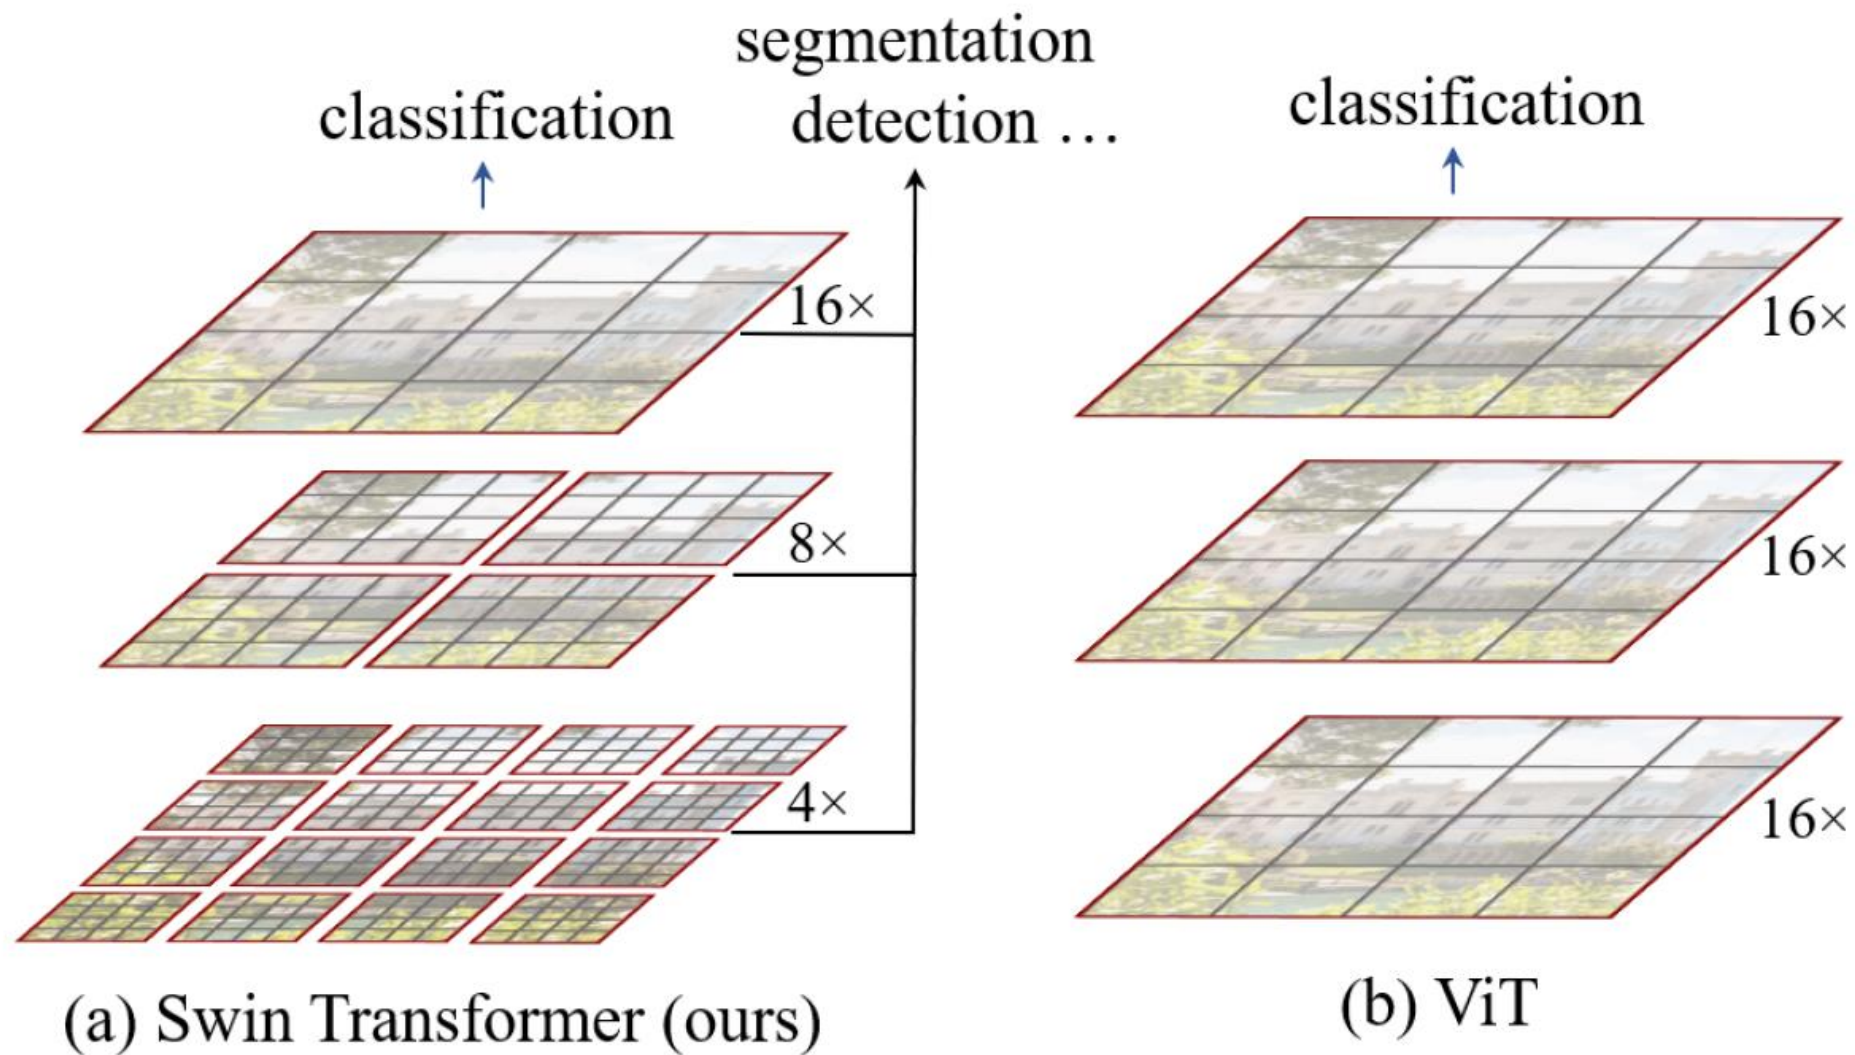 segmentation
detection …
classification
classification
16×
8×
4×
16×
16×
16×
(a) Swin Transformer (ours)
(b) ViT